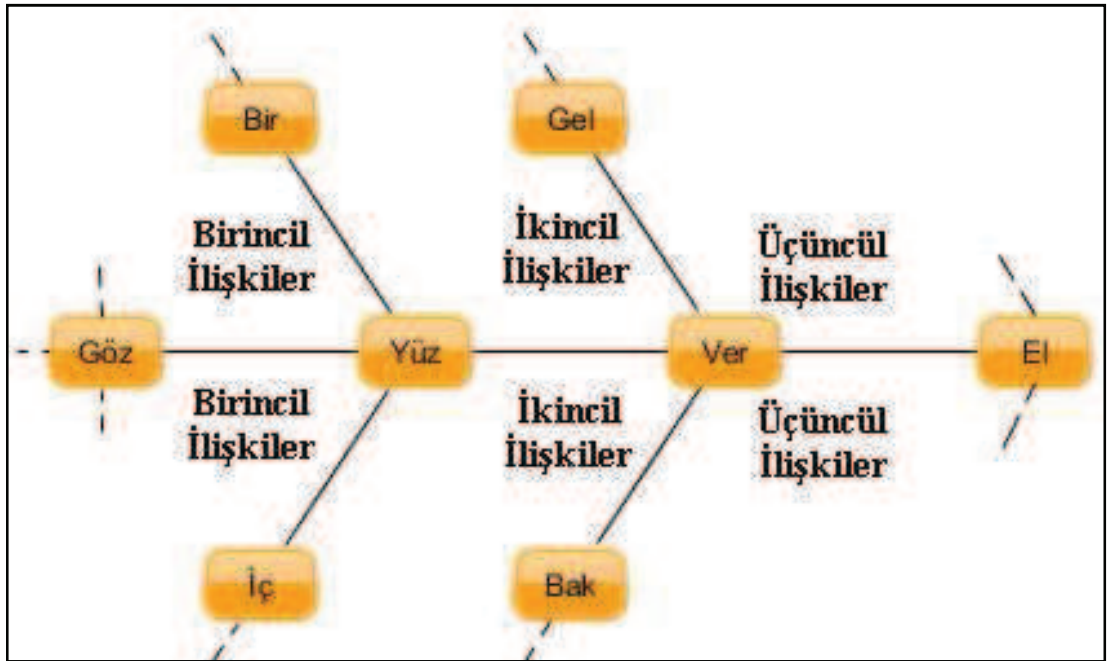 Bir
Gel
Birincil
İlişkiler
İkincil
İlişkiler
Üçüncül
İlişkiler
Göz
Yüz
Ver
El
Birincil
İlişkiler
İkincil
İlişkiler
Üçüncül
İlişkiler
İç
Bak